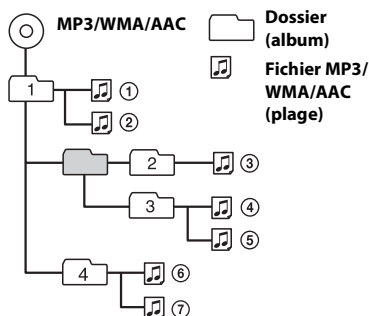 MP3/WMA/AAC
Dossier
(album)
Fichier MP3/
WMA/AAC
(plage)
1
①
②
2
③
3
④
⑤
4
⑥
⑦